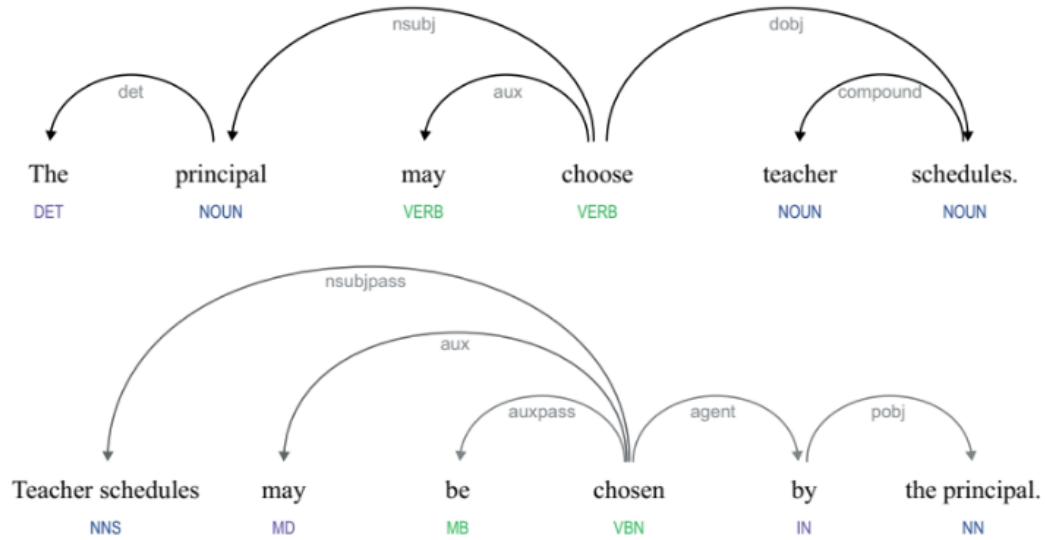 nsubj dobj
det aux compound
The principal may choose teacher schedules.
DET NOUN VERB VERB NOUN NOUN
nsubjpass
aux
auxpass agent pobj
Teacher schedules may be chosen by the principal.
NNS MD MB VBN IN NN